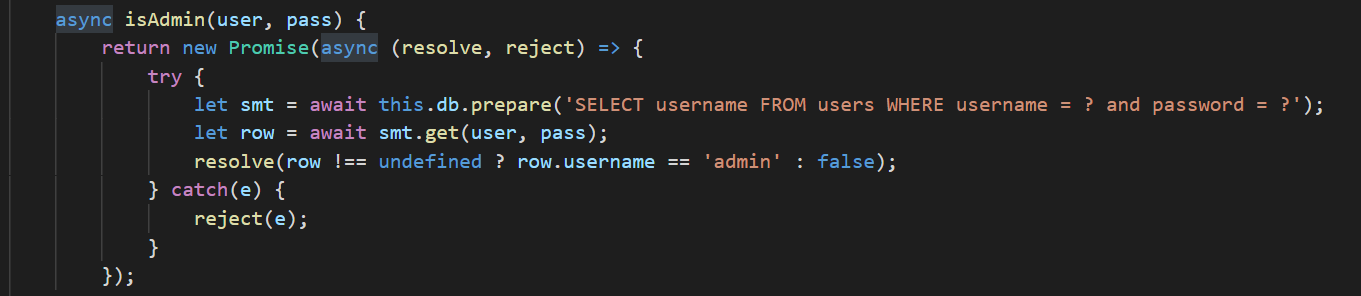 async isAdmin(user, pass) {
return new Promise(async (resolve, reject) => {
try {
let smt = await this.db.prepare('SELECT username FROM users WHERE username = ? and password = ?');
let row = await smt.get(user, pass);
resolve(row !== undefined ? row.username == 'admin' : false);
} catch(e) {
reject(e);
}
});